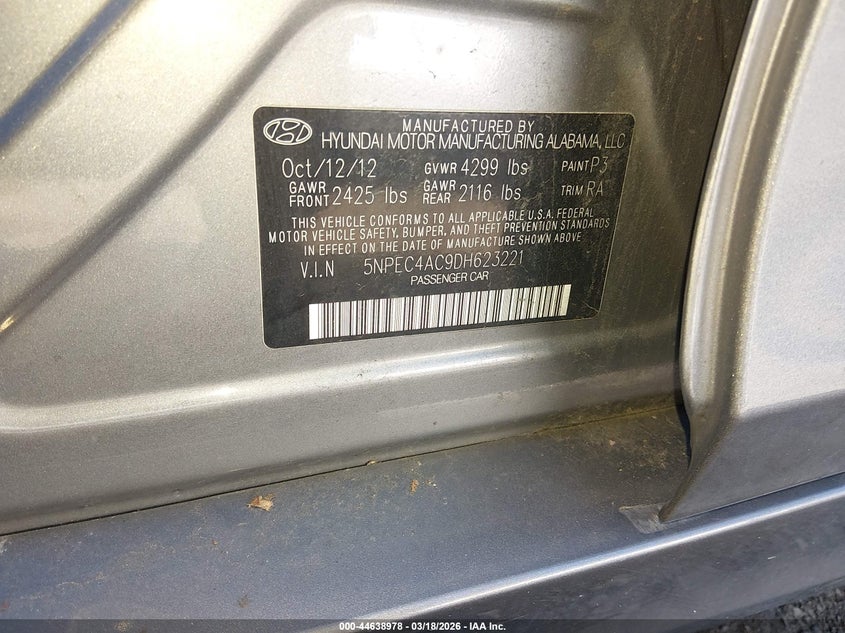 MANUFACTURED BY
HYUNDAI MOTOR MANUFACTURING ALABAMA, LLC
Oct/12/12 GVWR 4299 lbs PAINT P3
GAWR FRONT 2425 lbs GAWR REAR 2116 lbs TRIM RA
THIS VEHICLE CONFORMS TO ALL APPLICABLE U.S.A. FEDERAL
MOTOR VEHICLE SAFETY, BUMPER, AND THEFT PREVENTION STANDARDS
IN EFFECT ON THE DATE OF MANUFACTURE SHOWN ABOVE
V.I.N 5NPEC4AC9DH623221
PASSENGER CAR
000-44638978 - 03/18/2026 - IAA, Inc.